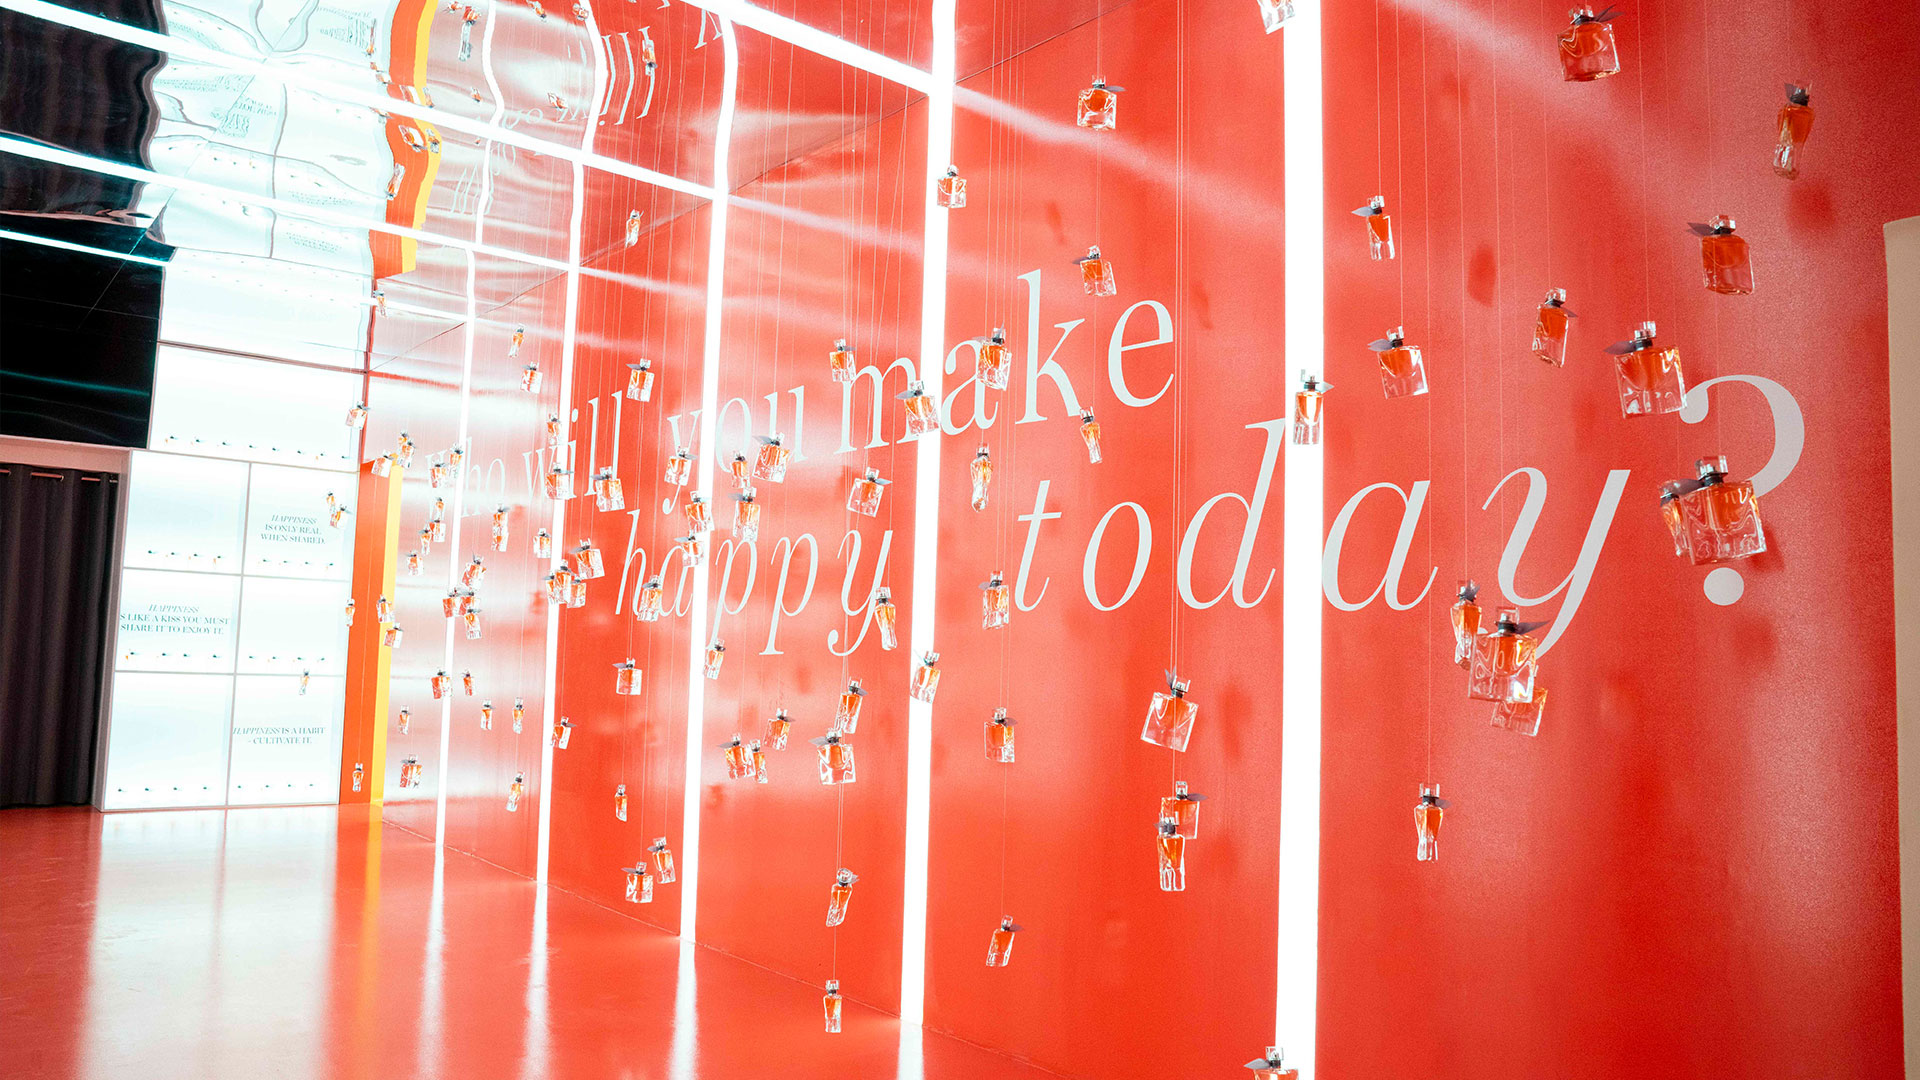 who will you make
happy today?
HAPPINESS
IS ONLY REAL
WHEN SHARED.
HAPPINESS
IS LIKE A KISS YOU MUST
SHARE IT TO ENJOY IT.
HAPPINESS IS A HABIT
– CULTIVATE IT.